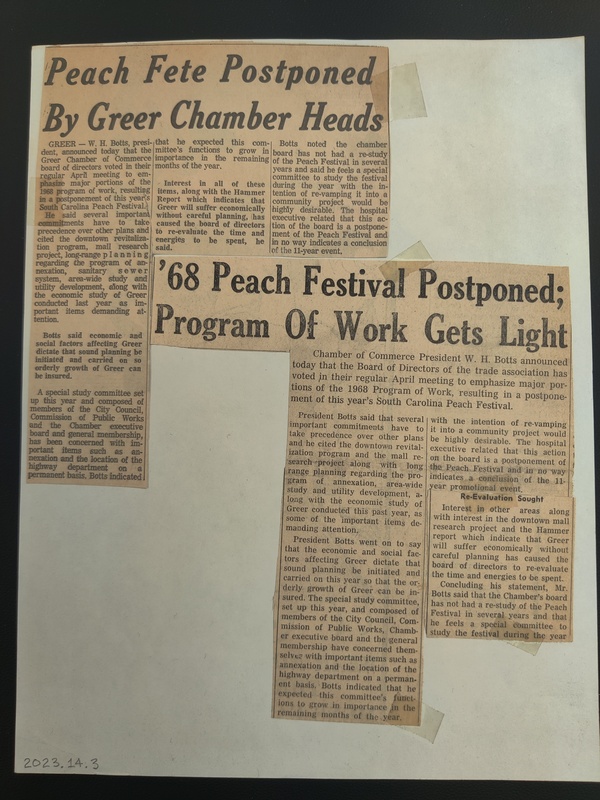 Peach Fete Postponed
By Greer Chamber Heads
GREER — W. H. Botts, presi-
dent, announced today that the
Greer Chamber of Commerce
board of directors voted in their
regular April meeting to em-
phasize major portions of the
1968 program of work, resulting
in a postponement of this year's
South Carolina Peach Festival.
He said several important
commitments have to take
precedence over other plans and
cited the downtown revitaliza-
tion program, mall research
project, long-range planning
regarding the program of an-
nexation, sanitary sewer
system, area-wide study and
utility development, along with
the economic study of Greer
conducted last year as im-
portant items demanding at-
tention.
Botts said economic and
social factors affecting Greer
dictate that sound planning be
initiated and carried on so
orderly growth of Greer can
be insured.
A special study committee set
up this year and composed of
members of the City Council,
Commission of Public Works
and the Chamber executive
board and general membership,
has been concerned with im-
portant items such as an-
nexation and the location of the
highway department on a
permanent basis. Botts indicated
that he expected this com-
mittee's functions to grow in
importance in the remaining
months of the year.
Interest in all of these
items, along with the Hammer
Report which indicates that
Greer will suffer economically
without careful planning, has
caused the board of directors
to re-evaluate the time and
energies to be spent, he
said.
Botts noted the chamber
board has not had a re-study
of the Peach Festival in several
years and said he feels a special
committee to study the festival
during the year with the in-
tention of re-vamping it into a
community project would be
highly desirable. The hospital
executive related that this ac-
tion of the board is a postpone-
ment of the Peach Festival and
in no way indicates a conclusion
of the 11-year event.
'68 Peach Festival Postponed;
Program Of Work Gets Light
Chamber of Commerce President W. H. Botts announced
today that the Board of Directors of the trade association has
voted in their regular April meeting to emphasize major por-
tions of the 1968 Program of Work, resulting in a postpone-
ment of this year's South Carolina Peach Festival.
President Botts said that several
important commitments have to
take precedence over other plans
and he cited the downtown revital-
ization program and the mall re-
search project along with long
range planning regarding the pro-
gram of annexation, area-wide
study and utility development, a-
long with the economic study of
Greer conducted this past year, as
some of the important items de-
manding attention.
President Botts went on to say
that the economic and social fac-
tors affecting Greer dictate that
sound planning be initiated and
carried on this year so that the or-
derly growth of Greer can be in-
sured. The special study committee,
set up this year, and composed of
members of the City Council, Com-
mission of Public Works, Chamb-
er executive board and the general
membership have concerned them-
selves with important items such as
annexation and the location of the
highway department on a perman-
ent basis. Botts indicated that he
expected this committee's funct-
ions to grow in importance in the
remaining months of the year.
with the intention of re-vamping
it into a community project would
be highly desirable. The hospital
executive related that this action
on the board is a postponement of
the Peach Festival and in no way
indicates a conclusion of the 11-
year promotional event.
Re-Evaluation Sought
Interest in other areas along
with interest in the downtown mall
research project and the Hammer
report which indicate that Greer
will suffer economically without
careful planning has caused the
board of directors to re-evaluate
the time and energies to be spent.
Concluding his statement, Mr.
Botts said that the Chamber's board
has not had a re-study of the Peach
Festival in several years and that
he feels a special committee to
study the festival during the year
2023.14.3